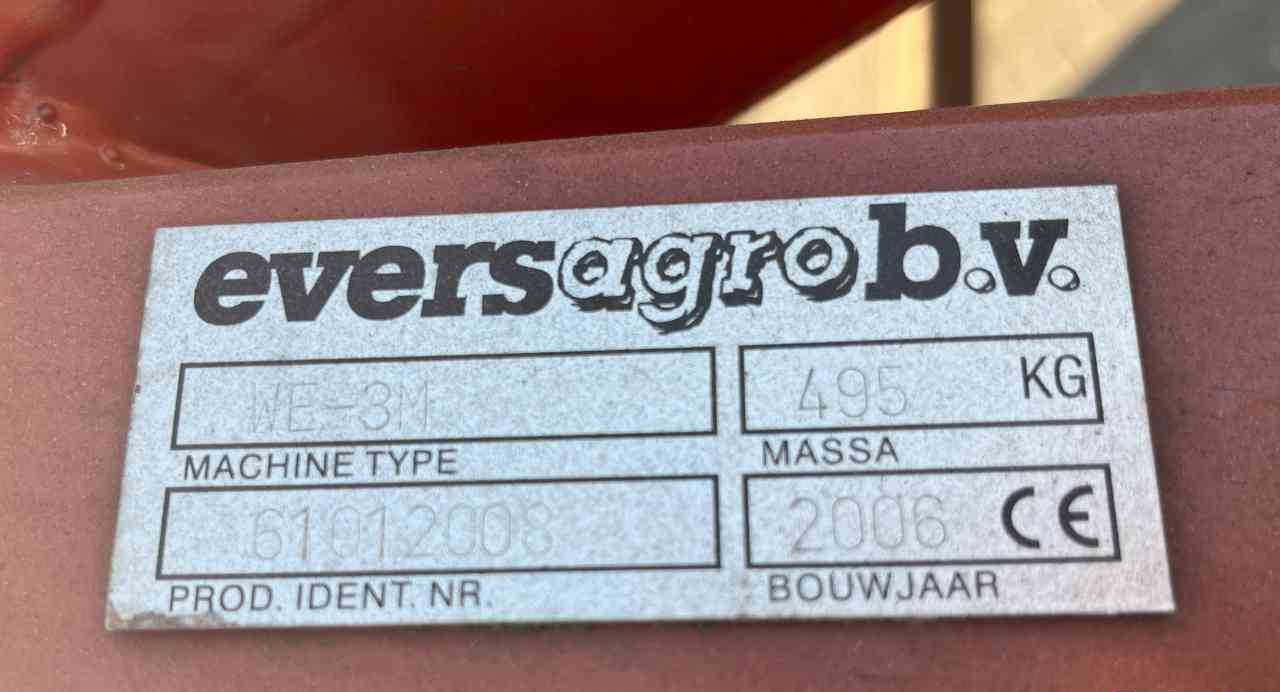 eversagro b.v.
WE-3M 495 KG
MACHINE TYPE MASSA
61012008 2006 CE
PROD. IDENT. NR. BOUWJAAR